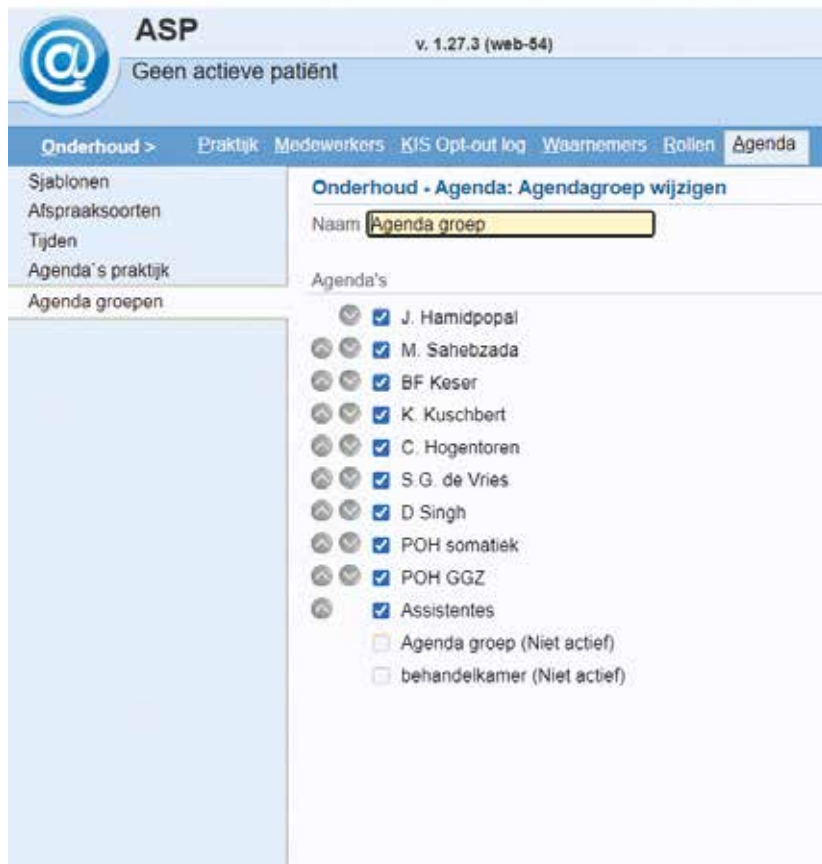 ASP
v. 1.27.3 (web-54)
Geen actieve patiënt
Onderhoud > Praktijk Medewerkers KIS Opt-out log Waarnemers Rollen Agenda
Sjablonen
Afspraaksoorten
Tijden
Agenda`s praktijk
Agenda groepen
Onderhoud - Agenda: Agendagroep wijzigen
Naam Agenda groep
Agenda's
J. Hamidpopal
M. Sahebzada
BF Keser
K. Kuschbert
C. Hogentoren
S.G. de Vries
D Singh
POH somatiek
POH GGZ
Assistentes
Agenda groep (Niet actief)
behandelkamer (Niet actief)